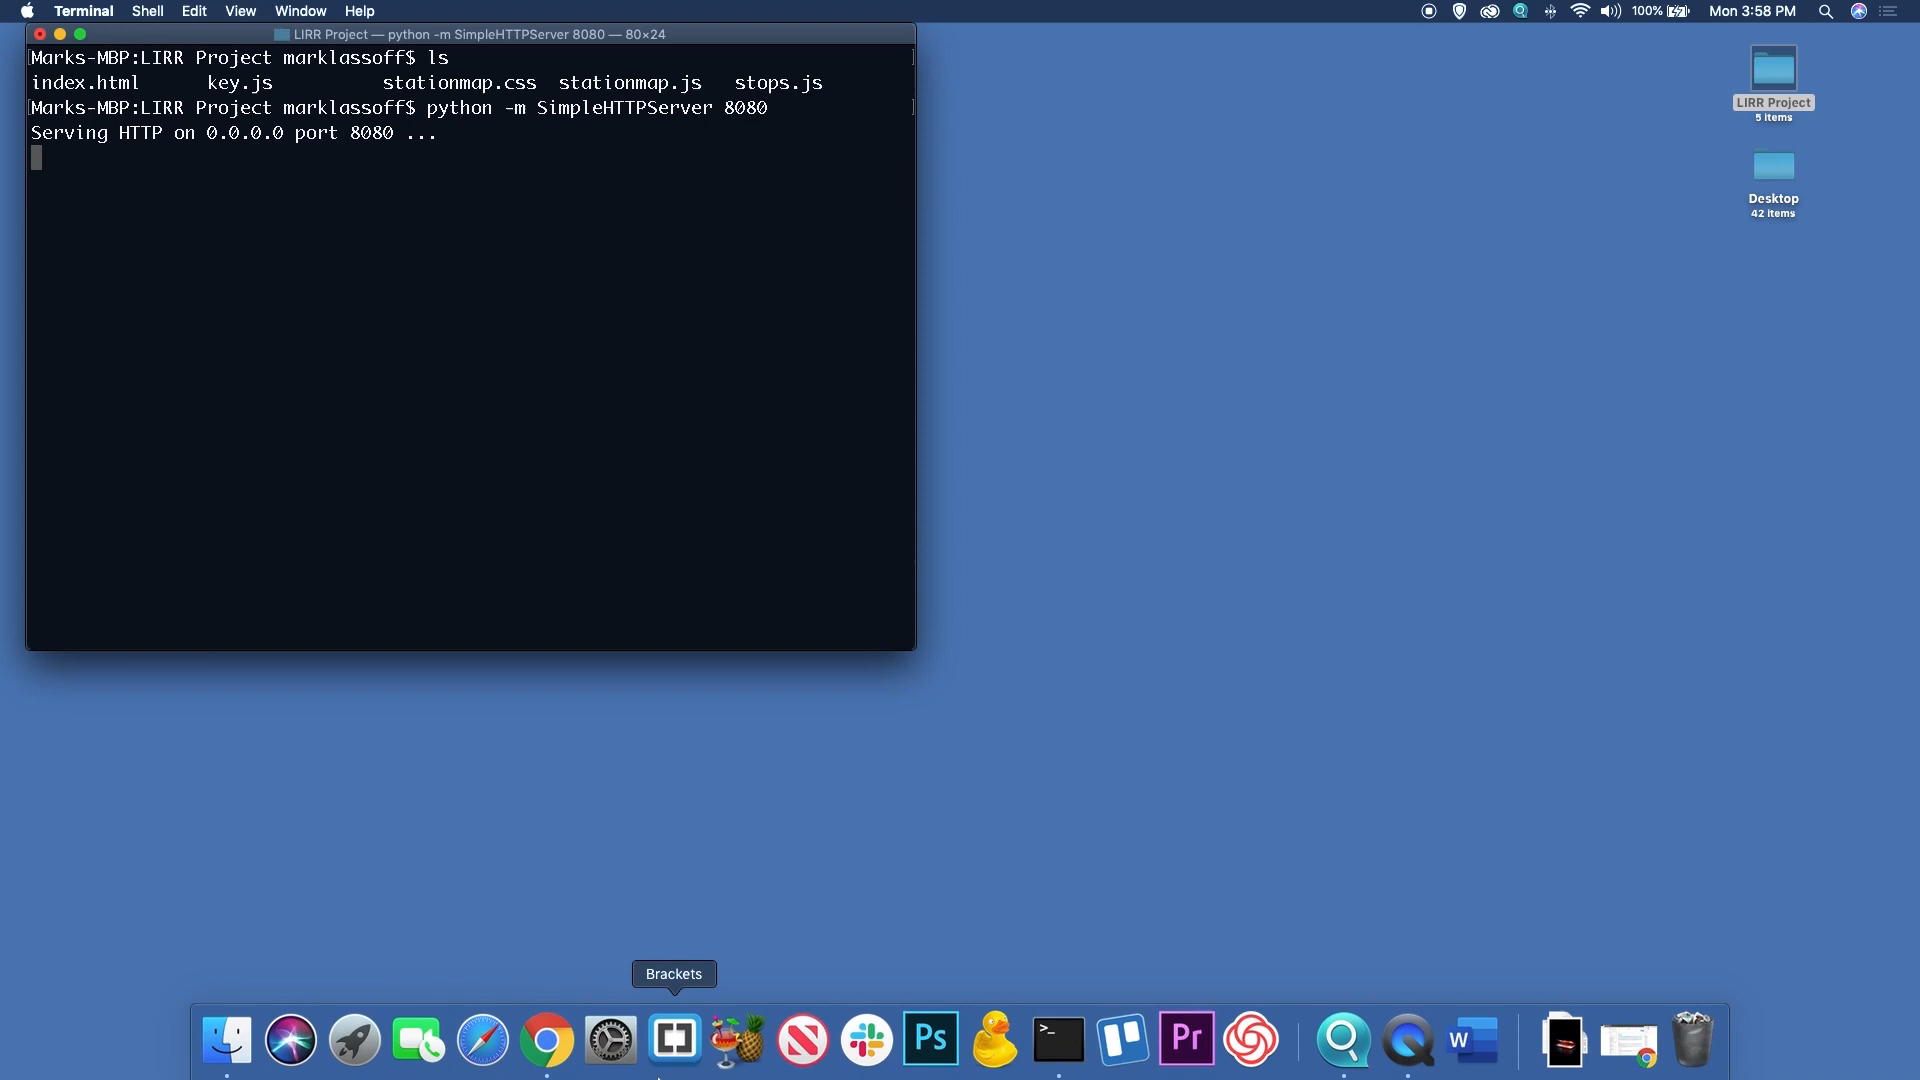 Terminal Shell Edit View Window Help
100% Mon 3:58 PM
LIRR Project — python -m SimpleHTTPServer 8080 — 80×24
Marks-MBP:LIRR Project marklassoff$ ls
index.html key.js stationmap.css stationmap.js stops.js
Marks-MBP:LIRR Project marklassoff$ python -m SimpleHTTPServer 8080
Serving HTTP on 0.0.0.0 port 8080 ...
LIRR Project
5 items
Desktop
42 items
Brackets
Ps
>_
Pr
W